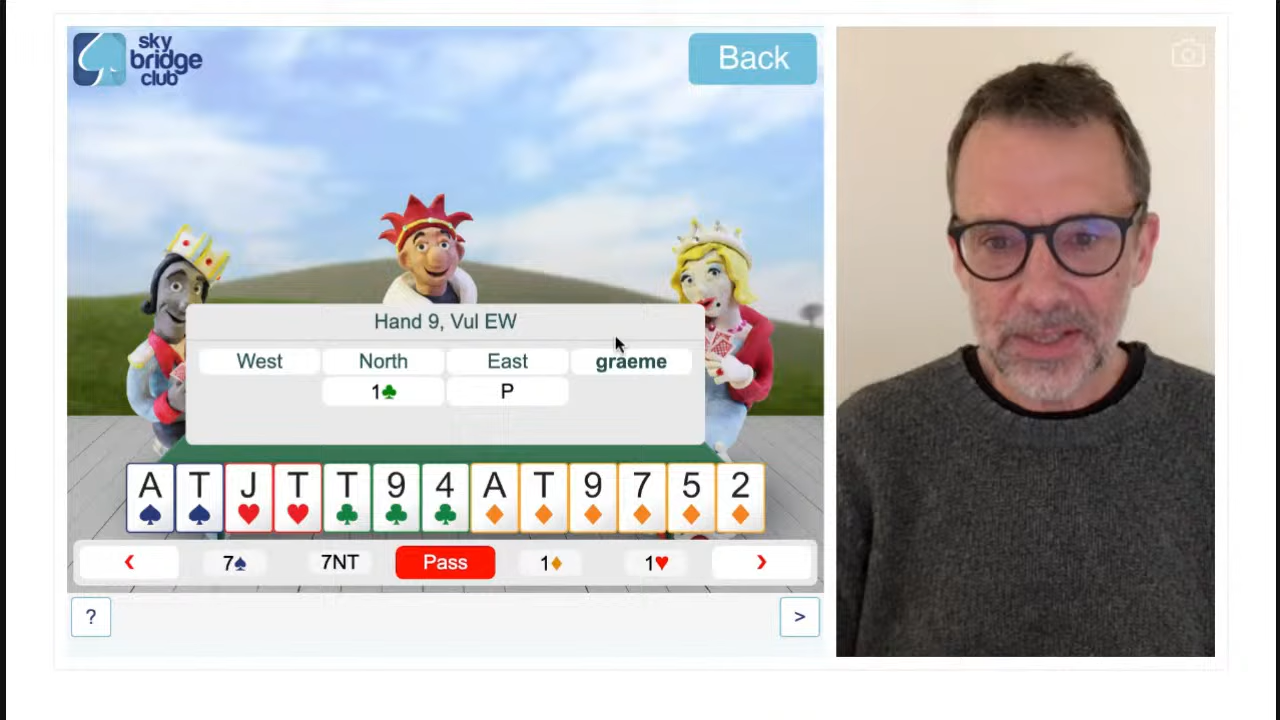 sky
bridge
club
Back
Hand 9, Vul EW
West North East graeme
1♣ P
A T J T T 9 4 A T 9 7 5 2
♠ ♠ ♥ ♥ ♣ ♣ ♣ ♦ ♦ ♦ ♦ ♦ ♦
‹ 7♠ 7NT Pass 1♦ 1♥ ›
? >